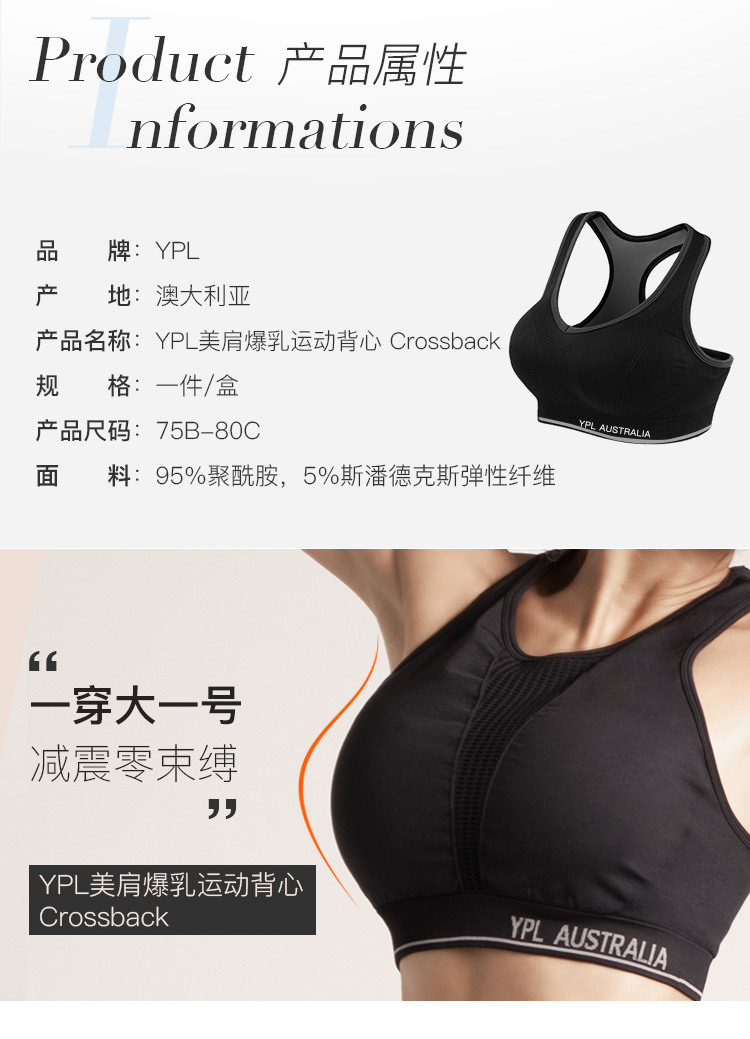 Product 产品属性
Informations
品 牌：YPL
产 地：澳大利亚
产品名称：YPL美肩爆乳运动背心 Crossback
规 格：一件/盒
产品尺码：75B-80C
面 料：95%聚酰胺，5%斯潘德克斯弹性纤维
YPL AUSTRALIA
“
一穿大一号
减震零束缚
”
YPL美肩爆乳运动背心
Crossback
YPL AUSTRALIA